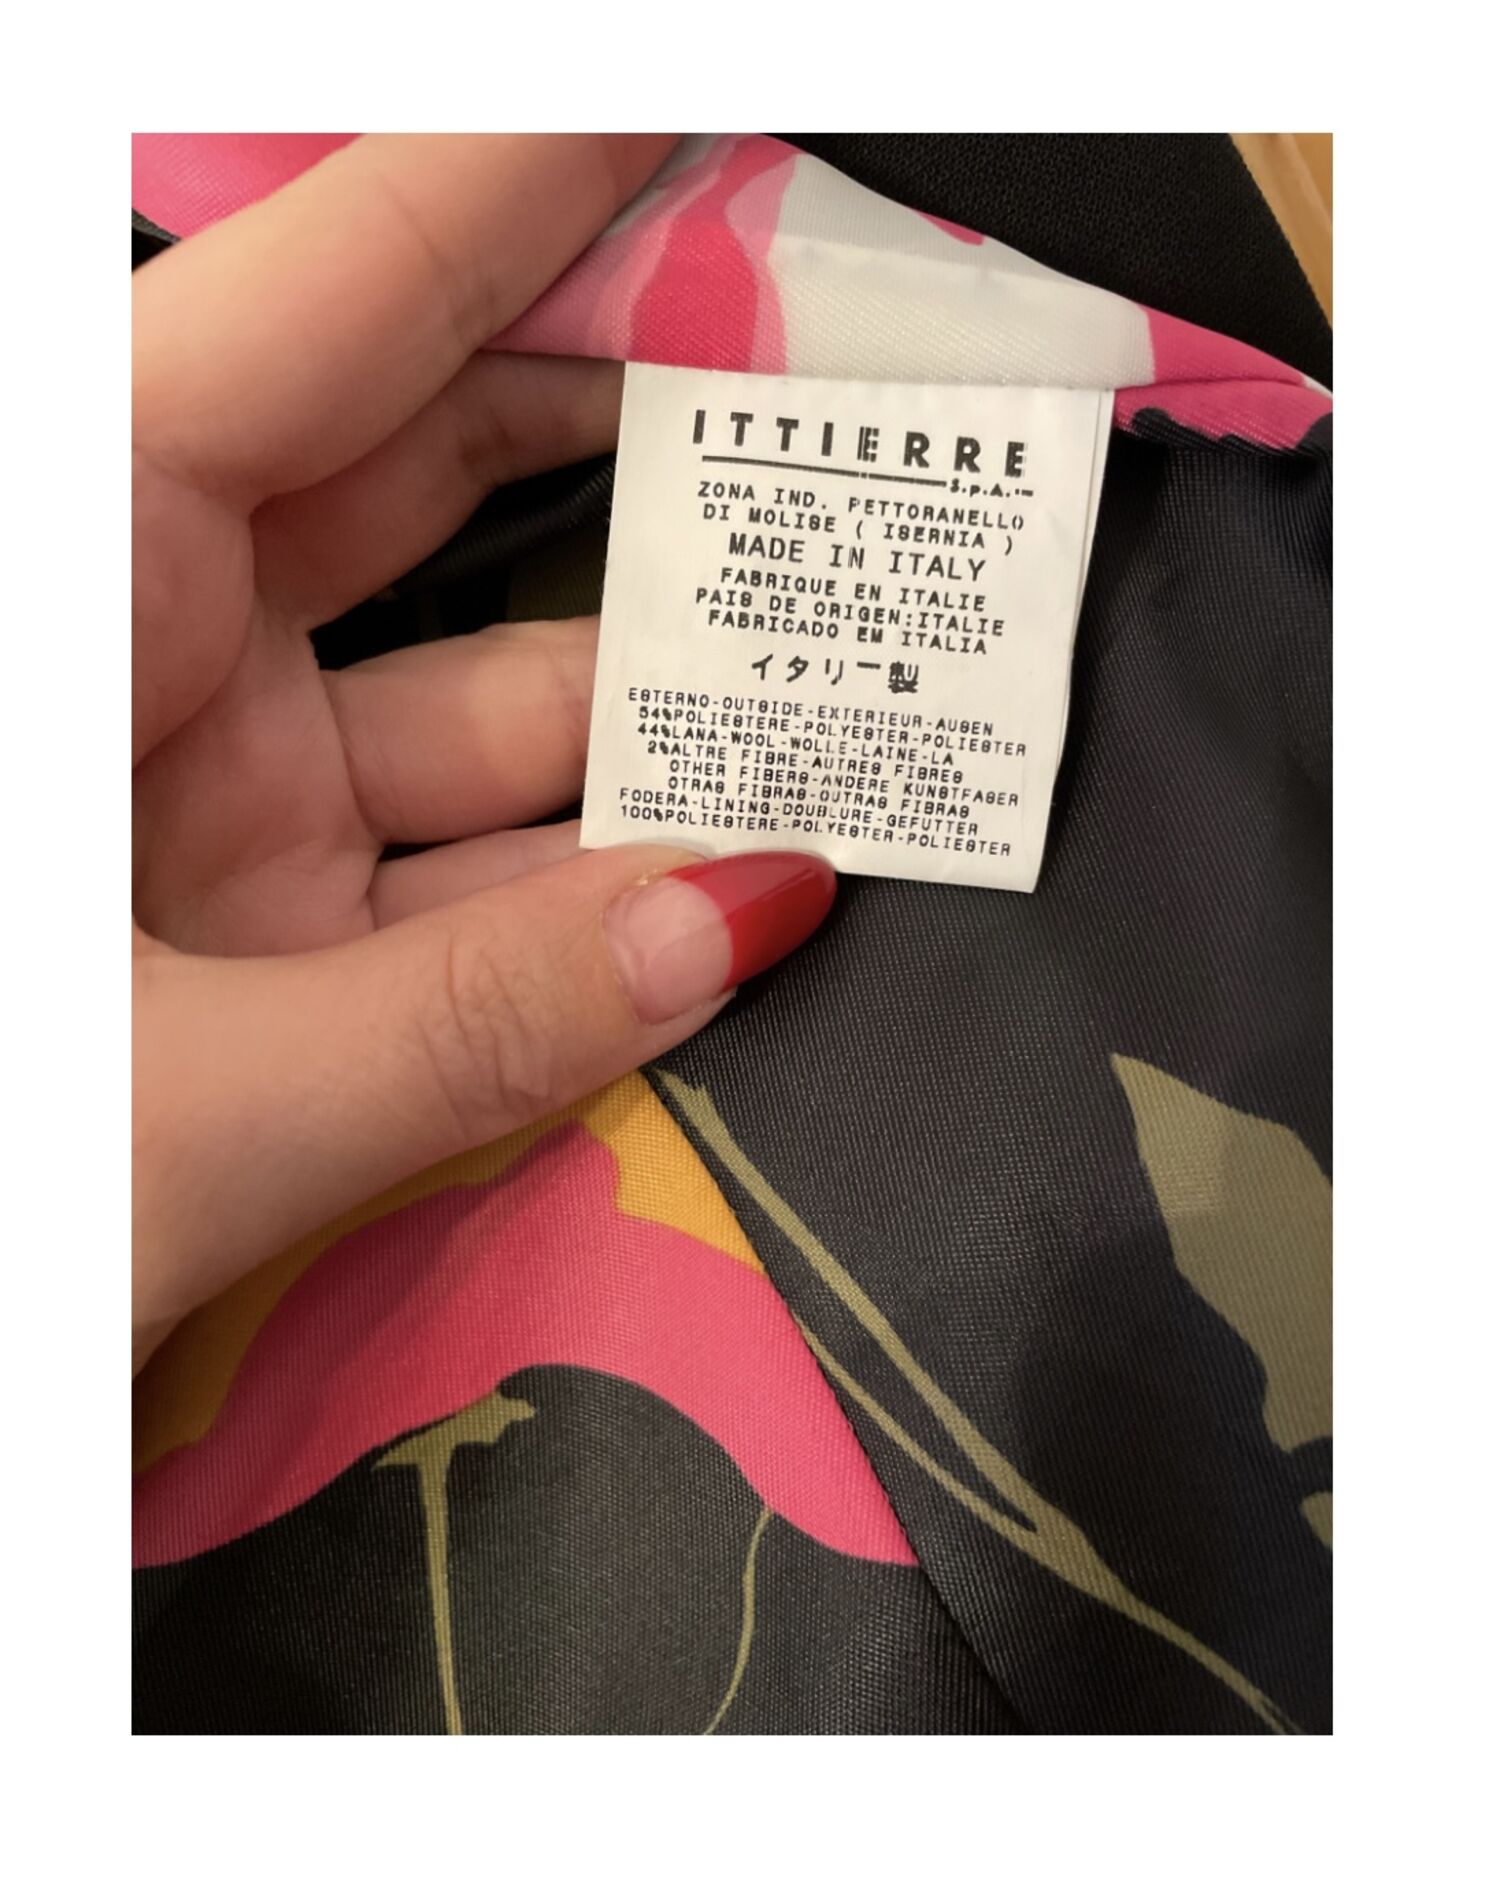 ITTIERRE
S.p.A.
ZONA IND. PETTORANELLO
DI MOLISE ( ISERNIA )
MADE IN ITALY
FABRIQUE EN ITALIE
PAIS DE ORIGEN:ITALIE
FABRICADO EM ITALIA
イタリー製
ESTERNO-OUTSIDE-EXTERIEUR-AUSEN
54%POLIESTERE-POLYESTER-POLIESTER
44%LANA-WOOL-WOLLE-LAINE-LA
2%ALTRE FIBRE-AUTRES FIBRES
OTHER FIBERS-ANDERE KUNSTFASER
OTRAS FIBRAS-OUTRAS FIBRAS
FODERA-LINING-DOUBLURE-GEFUTTER
100%POLIESTERE-POLYESTER-POLIESTER